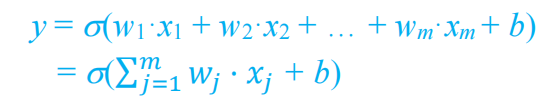 y = σ(w₁·x₁ + w₂·x₂ + … + wₘ·xₘ + b)
= σ(∑ⱼ₌₁ᵐ wⱼ · xⱼ + b)